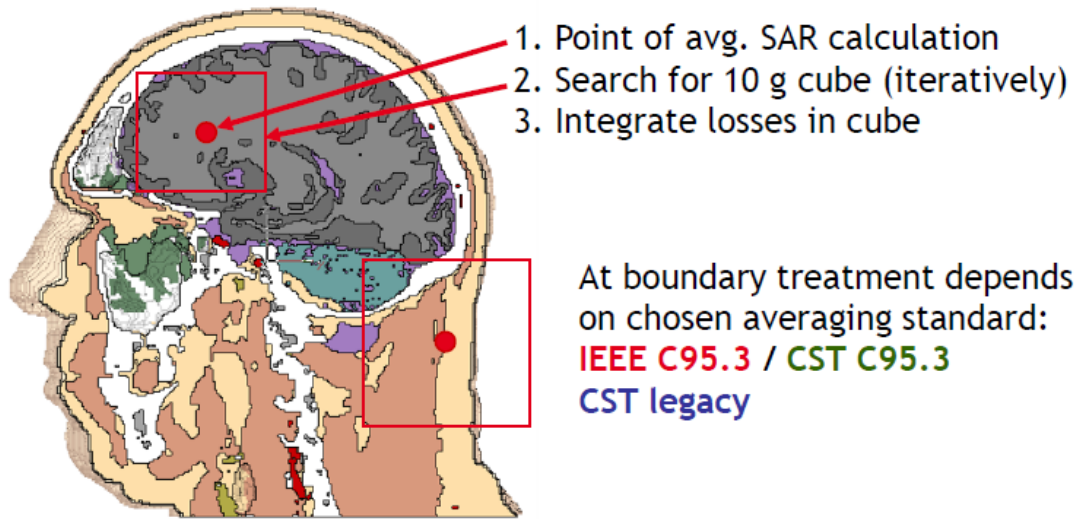 1. Point of avg. SAR calculation
2. Search for 10 g cube (iteratively)
3. Integrate losses in cube
At boundary treatment depends
on chosen averaging standard:
IEEE C95.3 / CST C95.3
CST legacy